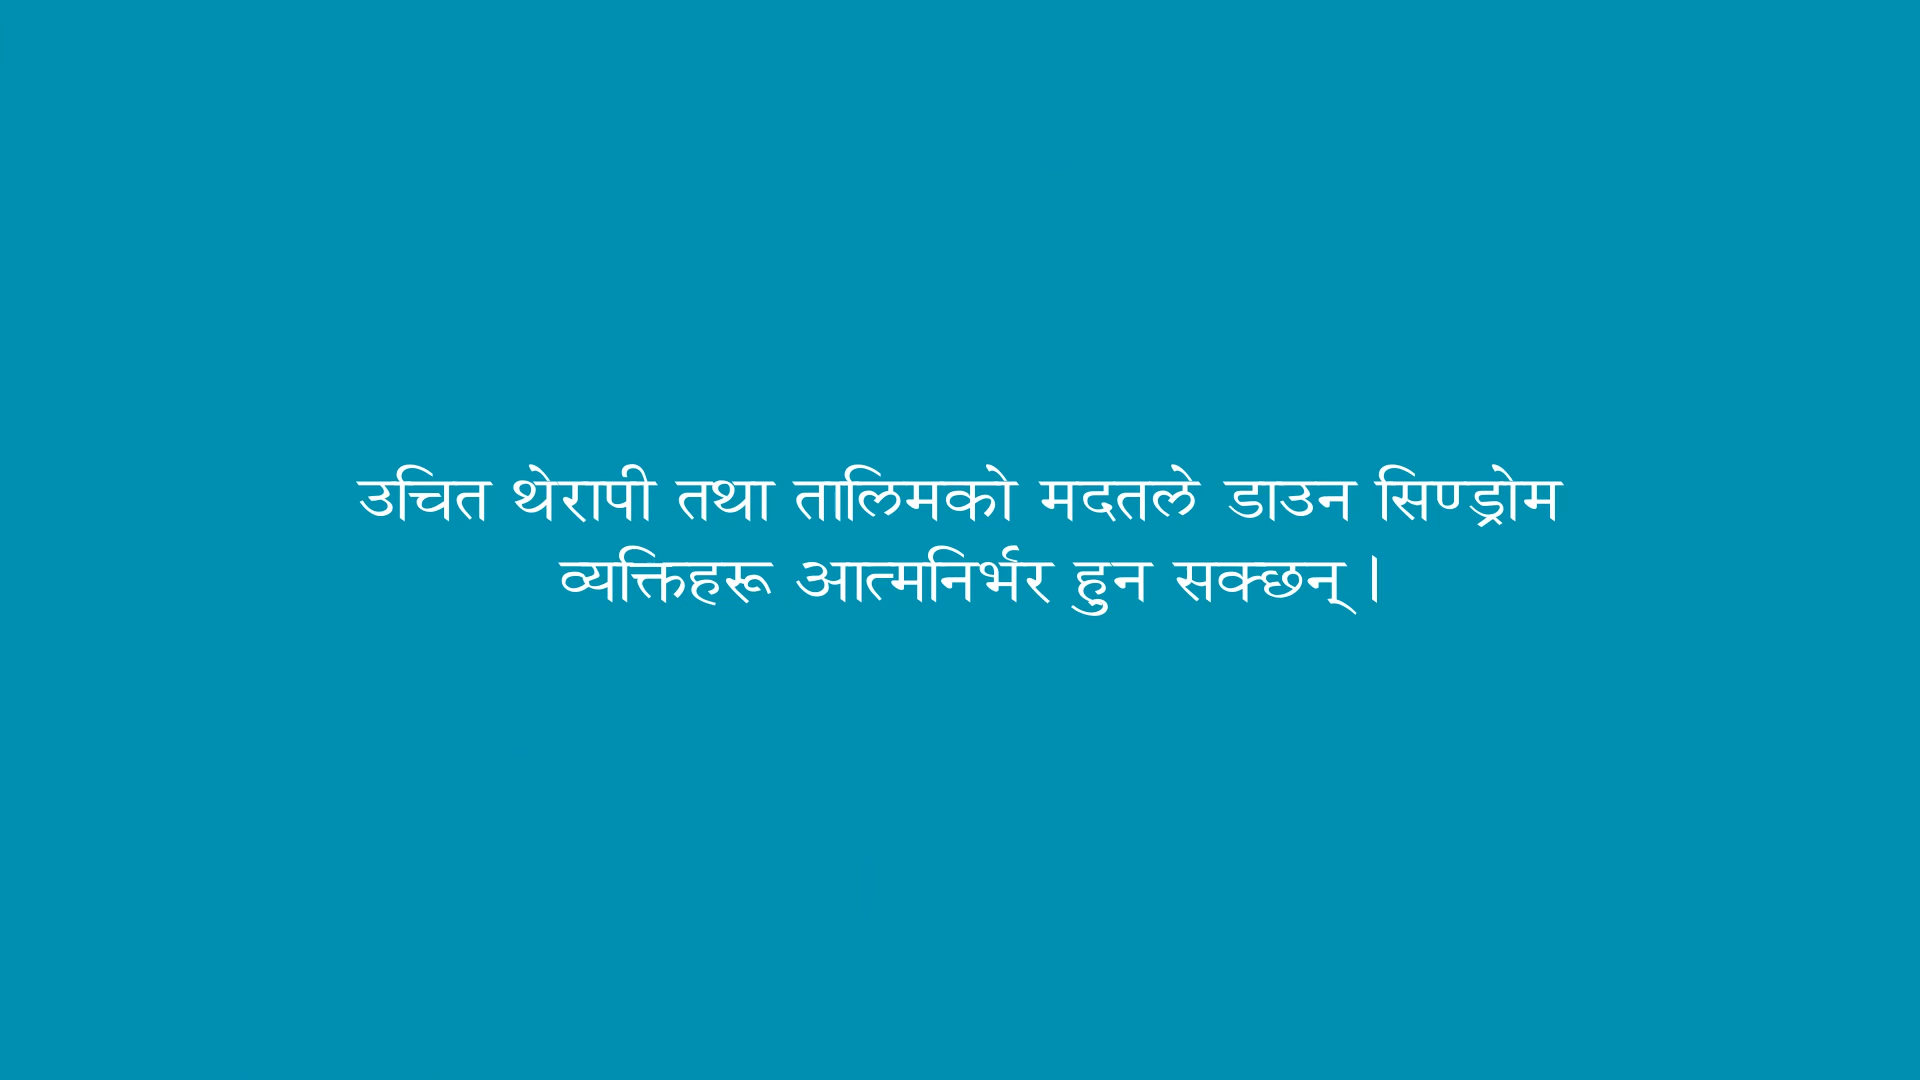 उचित थेरापी तथा तालिमको मदतले डाउन सिण्ड्रोम
व्यक्तिहरू आत्मनिर्भर हुन सक्छन् ।